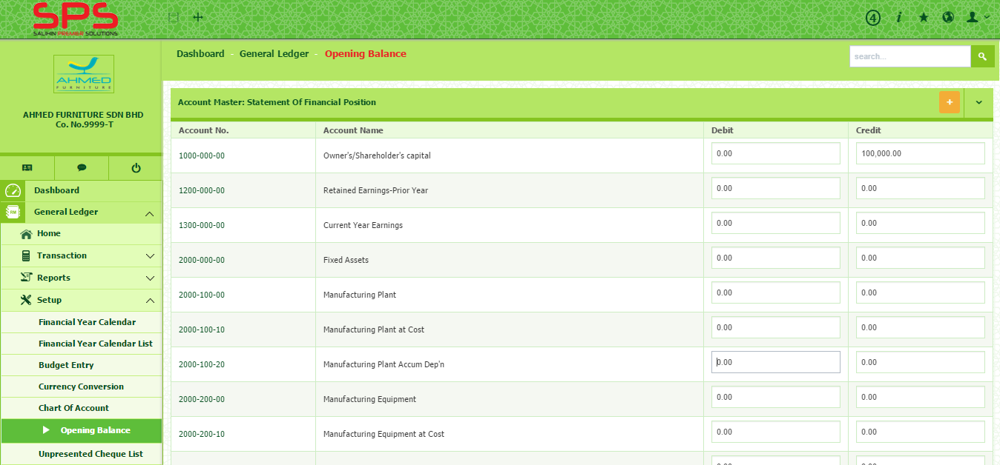 SPS
SALIHIN PREMIER SOLUTIONS
4
Dashboard - General Ledger - Opening Balance
search...
AHMED
FURNITURE
AHMED FURNITURE SDN BHD
Co. No.9999-T
Dashboard
RM General Ledger
Home
Transaction
Reports
Setup
Financial Year Calendar
Financial Year Calendar List
Budget Entry
Currency Conversion
Chart Of Account
Opening Balance
Unpresented Cheque List
Account Master: Statement Of Financial Position
Account No. Account Name Debit Credit
1000-000-00 Owner's/Shareholder's capital 0.00 100,000.00
1200-000-00 Retained Earnings-Prior Year 0.00 0.00
1300-000-00 Current Year Earnings 0.00 0.00
2000-000-00 Fixed Assets 0.00 0.00
2000-100-00 Manufacturing Plant 0.00 0.00
2000-100-10 Manufacturing Plant at Cost 0.00 0.00
2000-100-20 Manufacturing Plant Accum Dep'n 0.00 0.00
2000-200-00 Manufacturing Equipment 0.00 0.00
2000-200-10 Manufacturing Equipment at Cost 0.00 0.00